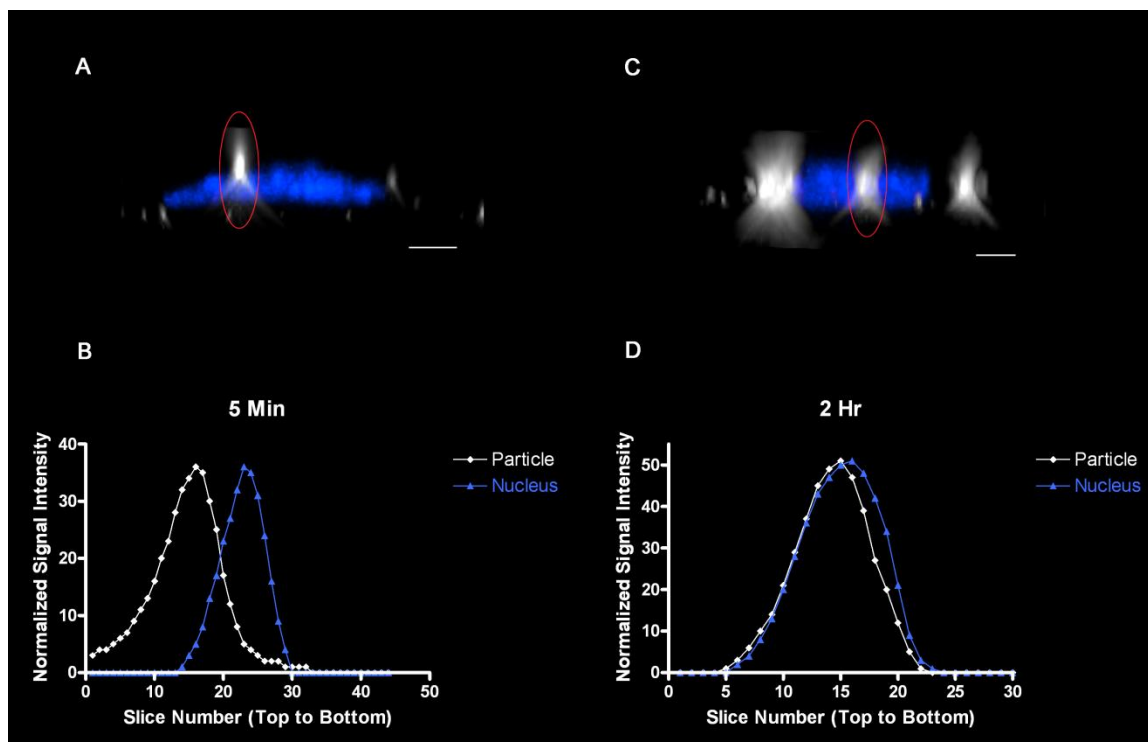 A
C
B
5 Min
Normalized Signal Intensity
40
30
20
10
0
0 10 20 30 40 50
Slice Number (Top to Bottom)
Particle
Nucleus
D
2 Hr
Normalized Signal Intensity
50
40
30
20
10
0
0 5 10 15 20 25 30
Slice Number (Top to Bottom)
Particle
Nucleus